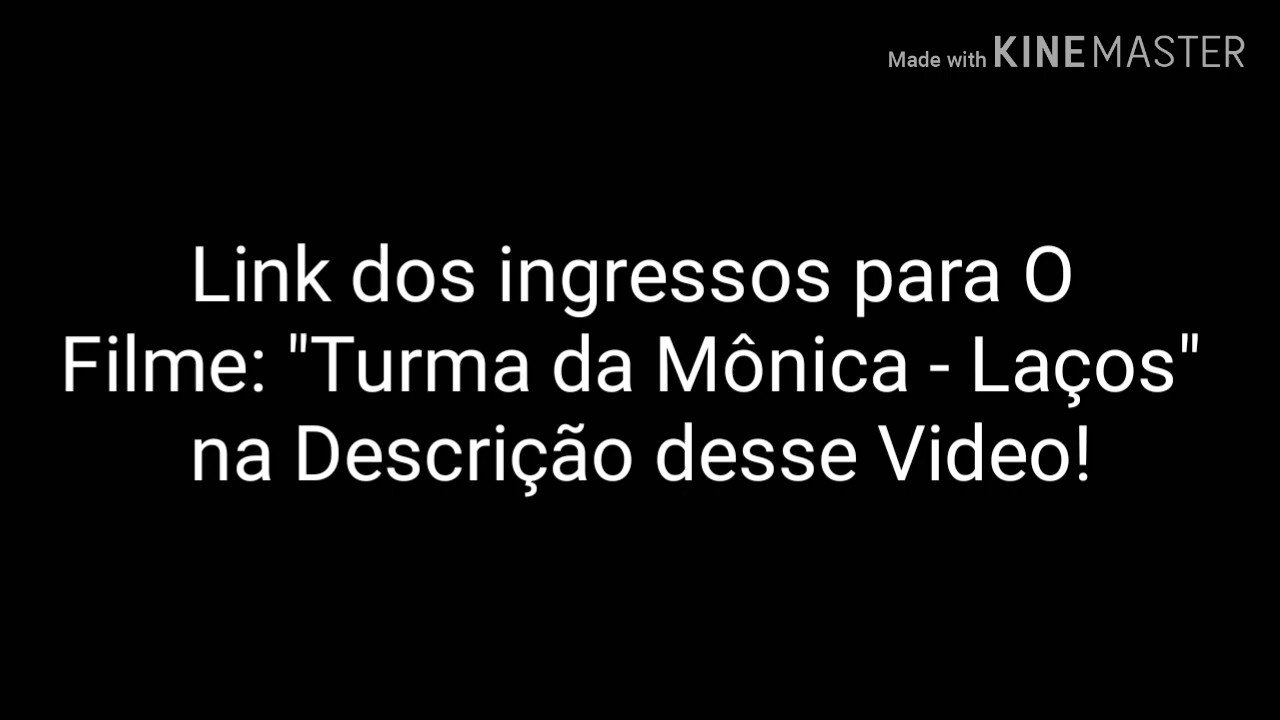 Made with KINEMASTER
Link dos ingressos para O
Filme: "Turma da Mônica - Laços"
na Descrição desse Video!